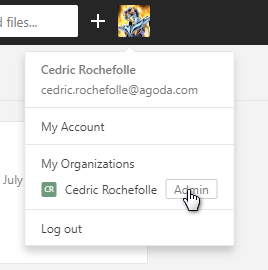 files...
+
Cedric Rochefolle
cedric.rochefolle@agoda.com
My Account
My Organizations
CR Cedric Rochefolle Admin
July
Log out